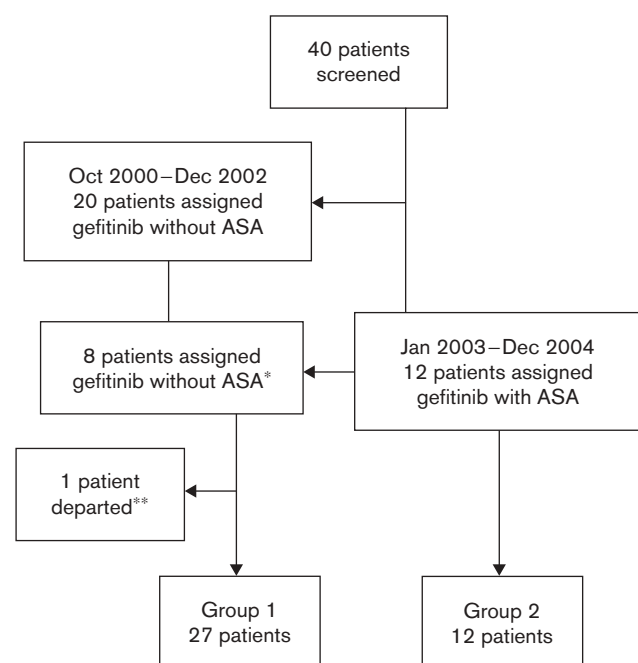 40 patients
screened
Oct 2000–Dec 2002
20 patients assigned
gefitinib without ASA
8 patients assigned
gefitinib without ASA*
Jan 2003–Dec 2004
12 patients assigned
gefitinib with ASA
1 patient
departed**
Group 1
27 patients
Group 2
12 patients